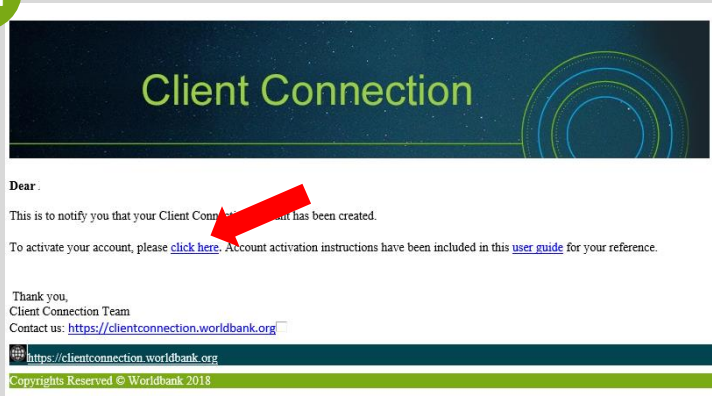 Client Connection
Dear .
This is to notify you that your Client Conn has been created.
To activate your account, please click here. Account activation instructions have been included in this user guide for your reference.
Thank you,
Client Connection Team
Contact us: https://clientconnection.worldbank.org
https://clientconnection.worldbank.org
Copyrights Reserved © Worldbank 2018